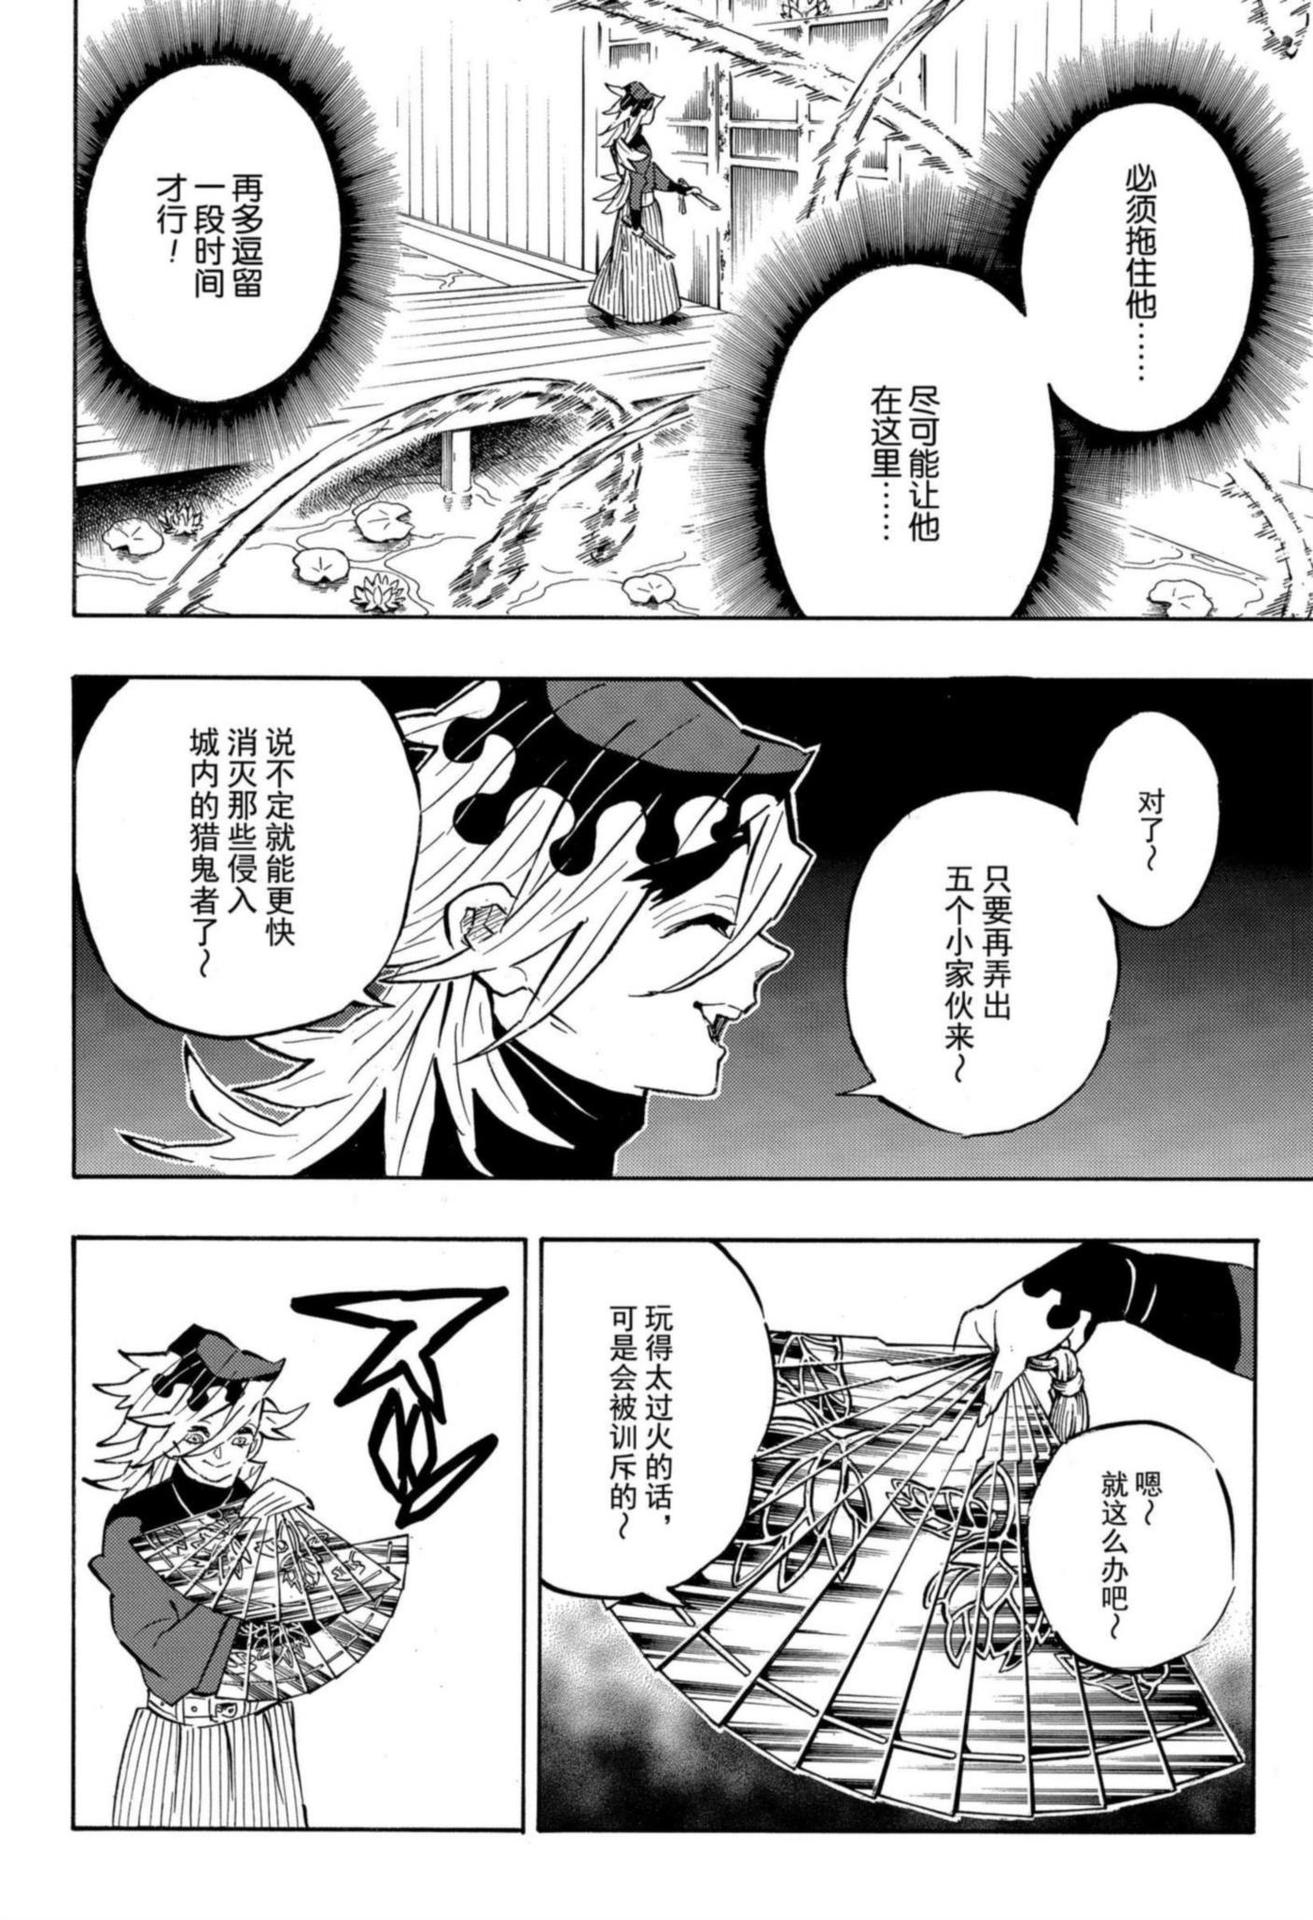 必须拖住他……
尽可能让他
在这里……
再多逗留
一段时间
才行！
对了～
只要再弄出
五个小家伙来～
说不定就能更快
消灭那些侵入
城内的猎鬼者了～
嗯～
就这么办吧～
玩得太过火的话，
可是会被训斥的～